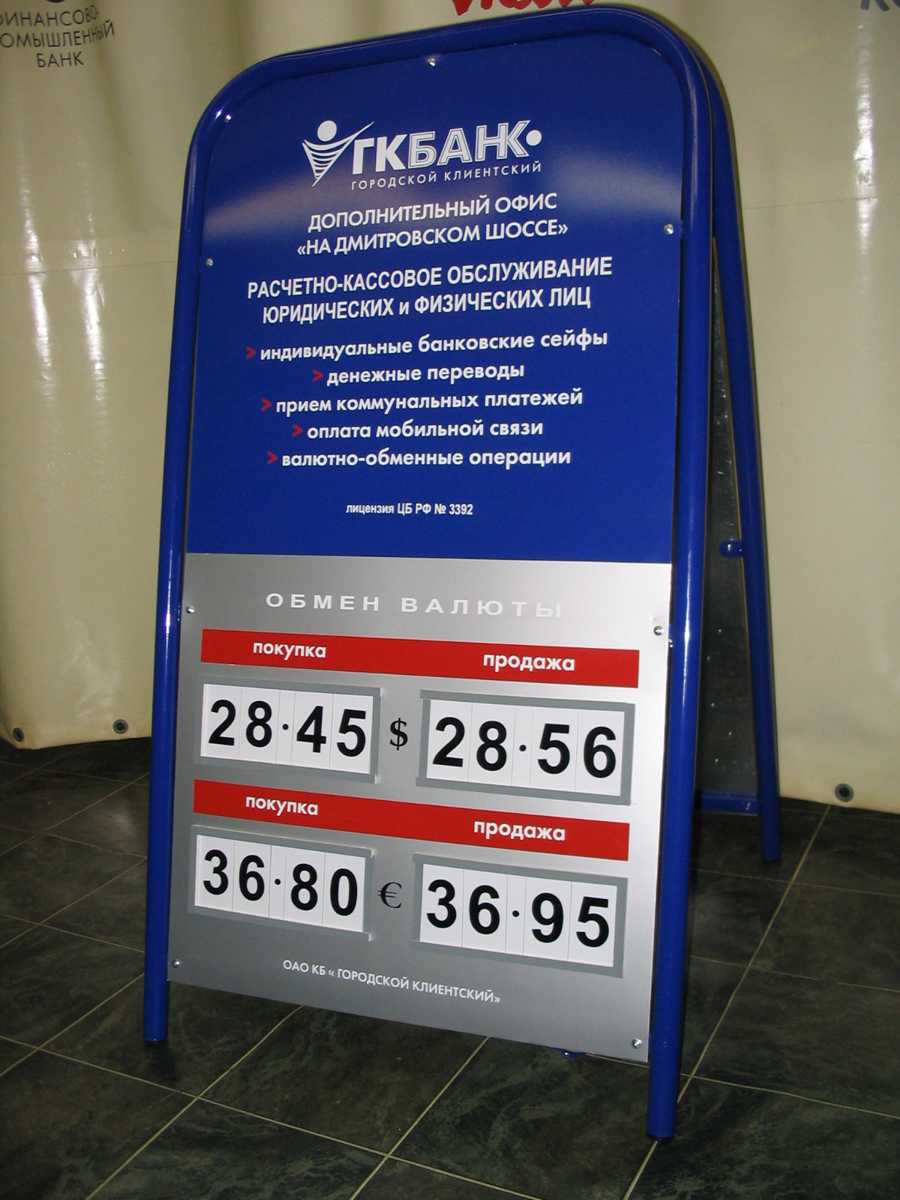 ФИНАНСОВО
ПРОМЫШЛЕННЫЙ
БАНК
ГКБАНК
ГОРОДСКОЙ КЛИЕНТСКИЙ
ДОПОЛНИТЕЛЬНЫЙ ОФИС
«НА ДМИТРОВСКОМ ШОССЕ»
РАСЧЕТНО-КАССОВОЕ ОБСЛУЖИВАНИЕ
ЮРИДИЧЕСКИХ и ФИЗИЧЕСКИХ ЛИЦ
> индивидуальные банковские сейфы
> денежные переводы
> прием коммунальных платежей
> оплата мобильной связи
> валютно-обменные операции
лицензия ЦБ РФ № 3392
ОБМЕН ВАЛЮТЫ
покупка продажа
28·45 $ 28·56
покупка продажа
36·80 € 36·95
ОАО КБ « ГОРОДСКОЙ КЛИЕНТСКИЙ»